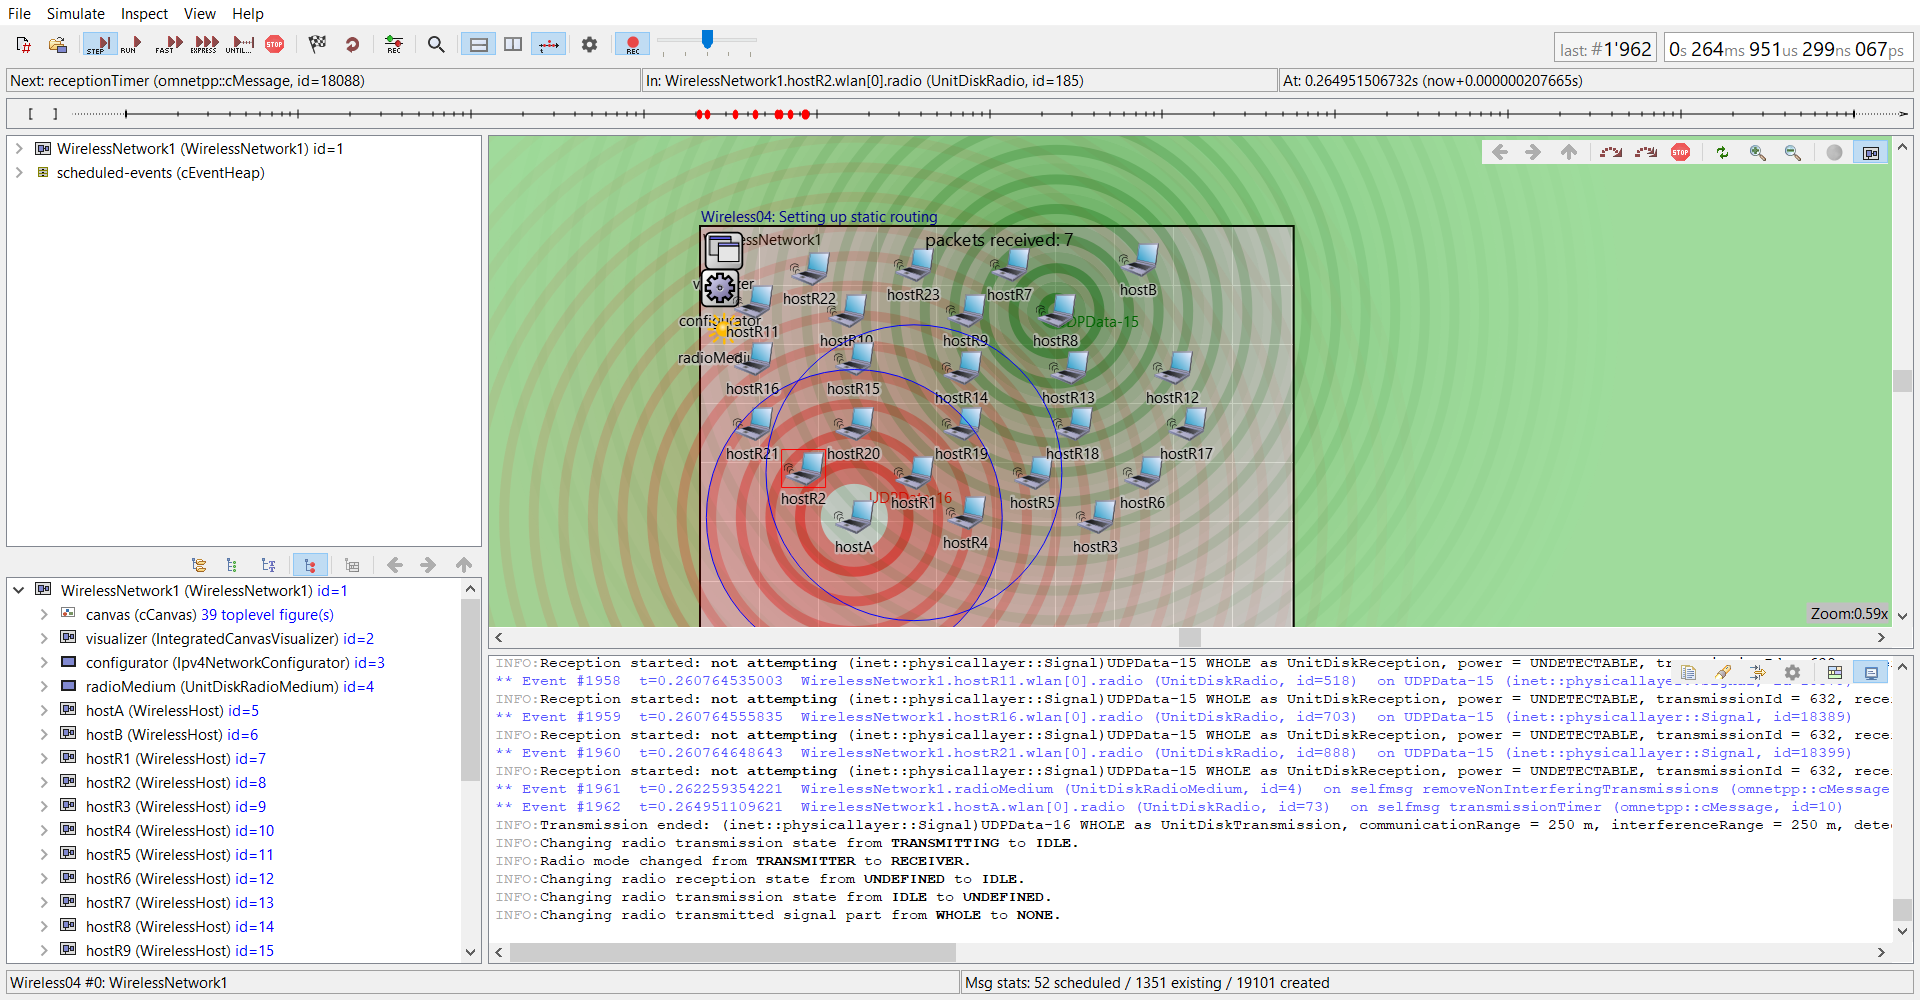 File Simulate Inspect View Help
STEP RUN FAST EXPRESS UNTIL... STOP REC REC
last: #1'962 0s 264ms 951us 299ns 067ps
Next: receptionTimer (omnetpp::cMessage, id=18088) In: WirelessNetwork1.hostR2.wlan[0].radio (UnitDiskRadio, id=185) At: 0.264951506732s (now+0.000000207665s)
[ ]
WirelessNetwork1 (WirelessNetwork1) id=1
scheduled-events (cEventHeap)
WirelessNetwork1 (WirelessNetwork1) id=1
canvas (cCanvas) 39 toplevel figure(s)
visualizer (IntegratedCanvasVisualizer) id=2
configurator (Ipv4NetworkConfigurator) id=3
radioMedium (UnitDiskRadioMedium) id=4
hostA (WirelessHost) id=5
hostB (WirelessHost) id=6
hostR1 (WirelessHost) id=7
hostR2 (WirelessHost) id=8
hostR3 (WirelessHost) id=9
hostR4 (WirelessHost) id=10
hostR5 (WirelessHost) id=11
hostR6 (WirelessHost) id=12
hostR7 (WirelessHost) id=13
hostR8 (WirelessHost) id=14
hostR9 (WirelessHost) id=15
STOP
Wireless04: Setting up static routing
essNetwork1 packets received: 7
hostR22 hostR23 hostR7 hostB
configurator hostR11 hostR10 hostR9 hostR8 DPData-15
radioMedi hostR16 hostR15 hostR14 hostR13 hostR12
hostR21 hostR20 hostR19 hostR18 hostR17
hostR2 hostR1 hostR5 hostR6
hostA hostR4 hostR3
Zoom:0.59x
INFO:Reception started: not attempting (inet::physicallayer::Signal)UDPData-15 WHOLE as UnitDiskReception, power = UNDETECTABLE,
** Event #1958 t=0.260764535003 WirelessNetwork1.hostR11.wlan[0].radio (UnitDiskRadio, id=518) on UDPData-15
INFO:Reception started: not attempting (inet::physicallayer::Signal)UDPData-15 WHOLE as UnitDiskReception, power = UNDETECTABLE, transmissionId = 632, rece
** Event #1959 t=0.260764555835 WirelessNetwork1.hostR16.wlan[0].radio (UnitDiskRadio, id=703) on UDPData-15 (inet::physicallayer::Signal, id=18389)
INFO:Reception started: not attempting (inet::physicallayer::Signal)UDPData-15 WHOLE as UnitDiskReception, power = UNDETECTABLE, transmissionId = 632, rece
** Event #1960 t=0.260764648643 WirelessNetwork1.hostR21.wlan[0].radio (UnitDiskRadio, id=888) on UDPData-15 (inet::physicallayer::Signal, id=18399)
INFO:Reception started: not attempting (inet::physicallayer::Signal)UDPData-15 WHOLE as UnitDiskReception, power = UNDETECTABLE, transmissionId = 632, rece
** Event #1961 t=0.262259354221 WirelessNetwork1.radioMedium (UnitDiskRadioMedium, id=4) on selfmsg removeNonInterferingTransmissions (omnetpp::cMessage
** Event #1962 t=0.264951109621 WirelessNetwork1.hostA.wlan[0].radio (UnitDiskRadio, id=73) on selfmsg transmissionTimer (omnetpp::cMessage, id=10)
INFO:Transmission ended: (inet::physicallayer::Signal)UDPData-16 WHOLE as UnitDiskTransmission, communicationRange = 250 m, interferenceRange = 250 m, dete
INFO:Changing radio transmission state from TRANSMITTING to IDLE.
INFO:Radio mode changed from TRANSMITTER to RECEIVER.
INFO:Changing radio reception state from UNDEFINED to IDLE.
INFO:Changing radio transmission state from IDLE to UNDEFINED.
INFO:Changing radio transmitted signal part from WHOLE to NONE.
Wireless04 #0: WirelessNetwork1 Msg stats: 52 scheduled / 1351 existing / 19101 created